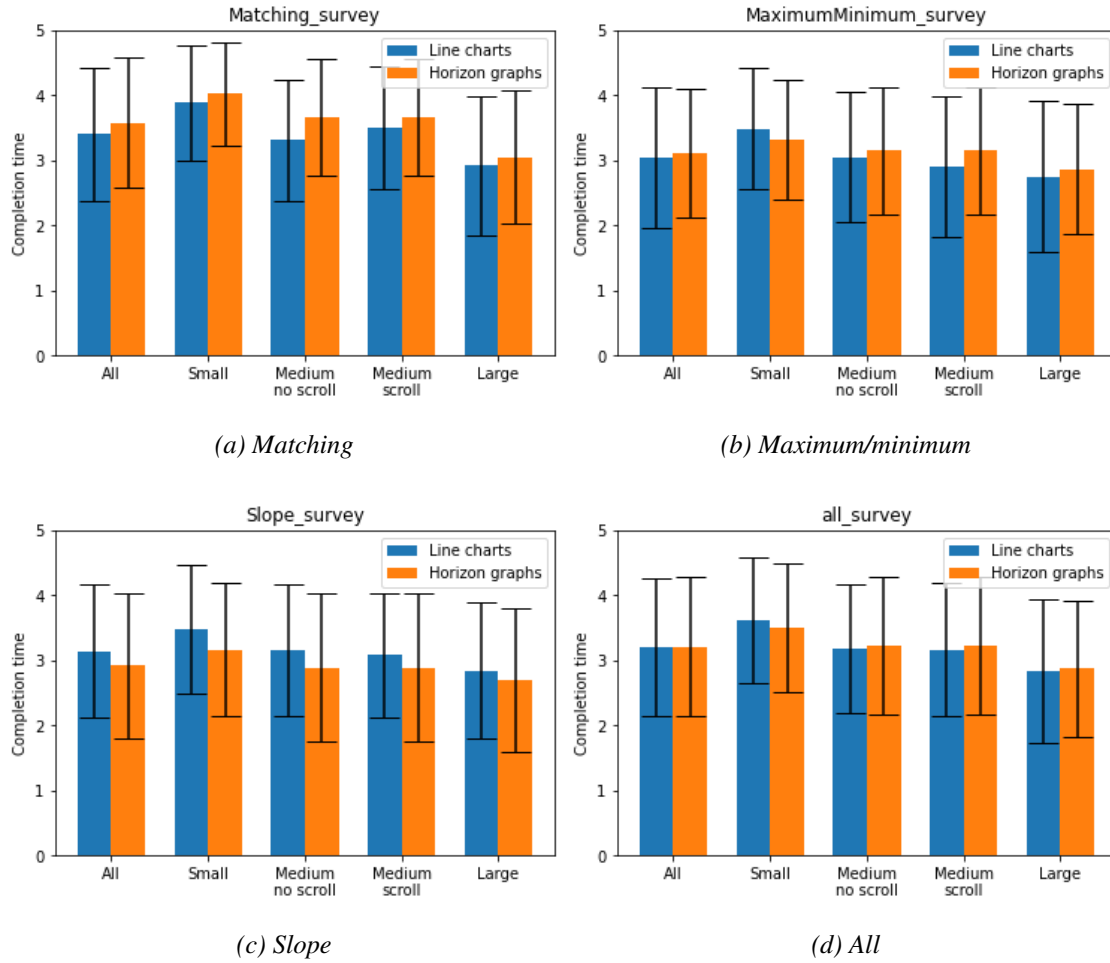 Matching_survey
Completion time
5
4
3
2
1
0
Line charts
Horizon graphs
All
Small
Medium
no scroll
Medium
scroll
Large
(a) Matching
MaximumMinimum_survey
Completion time
5
4
3
2
1
0
Line charts
Horizon graphs
All
Small
Medium
no scroll
Medium
scroll
Large
(b) Maximum/minimum
Slope_survey
Completion time
5
4
3
2
1
0
Line charts
Horizon graphs
All
Small
Medium
no scroll
Medium
scroll
Large
(c) Slope
all_survey
Completion time
5
4
3
2
1
0
Line charts
Horizon graphs
All
Small
Medium
no scroll
Medium
scroll
Large
(d) All